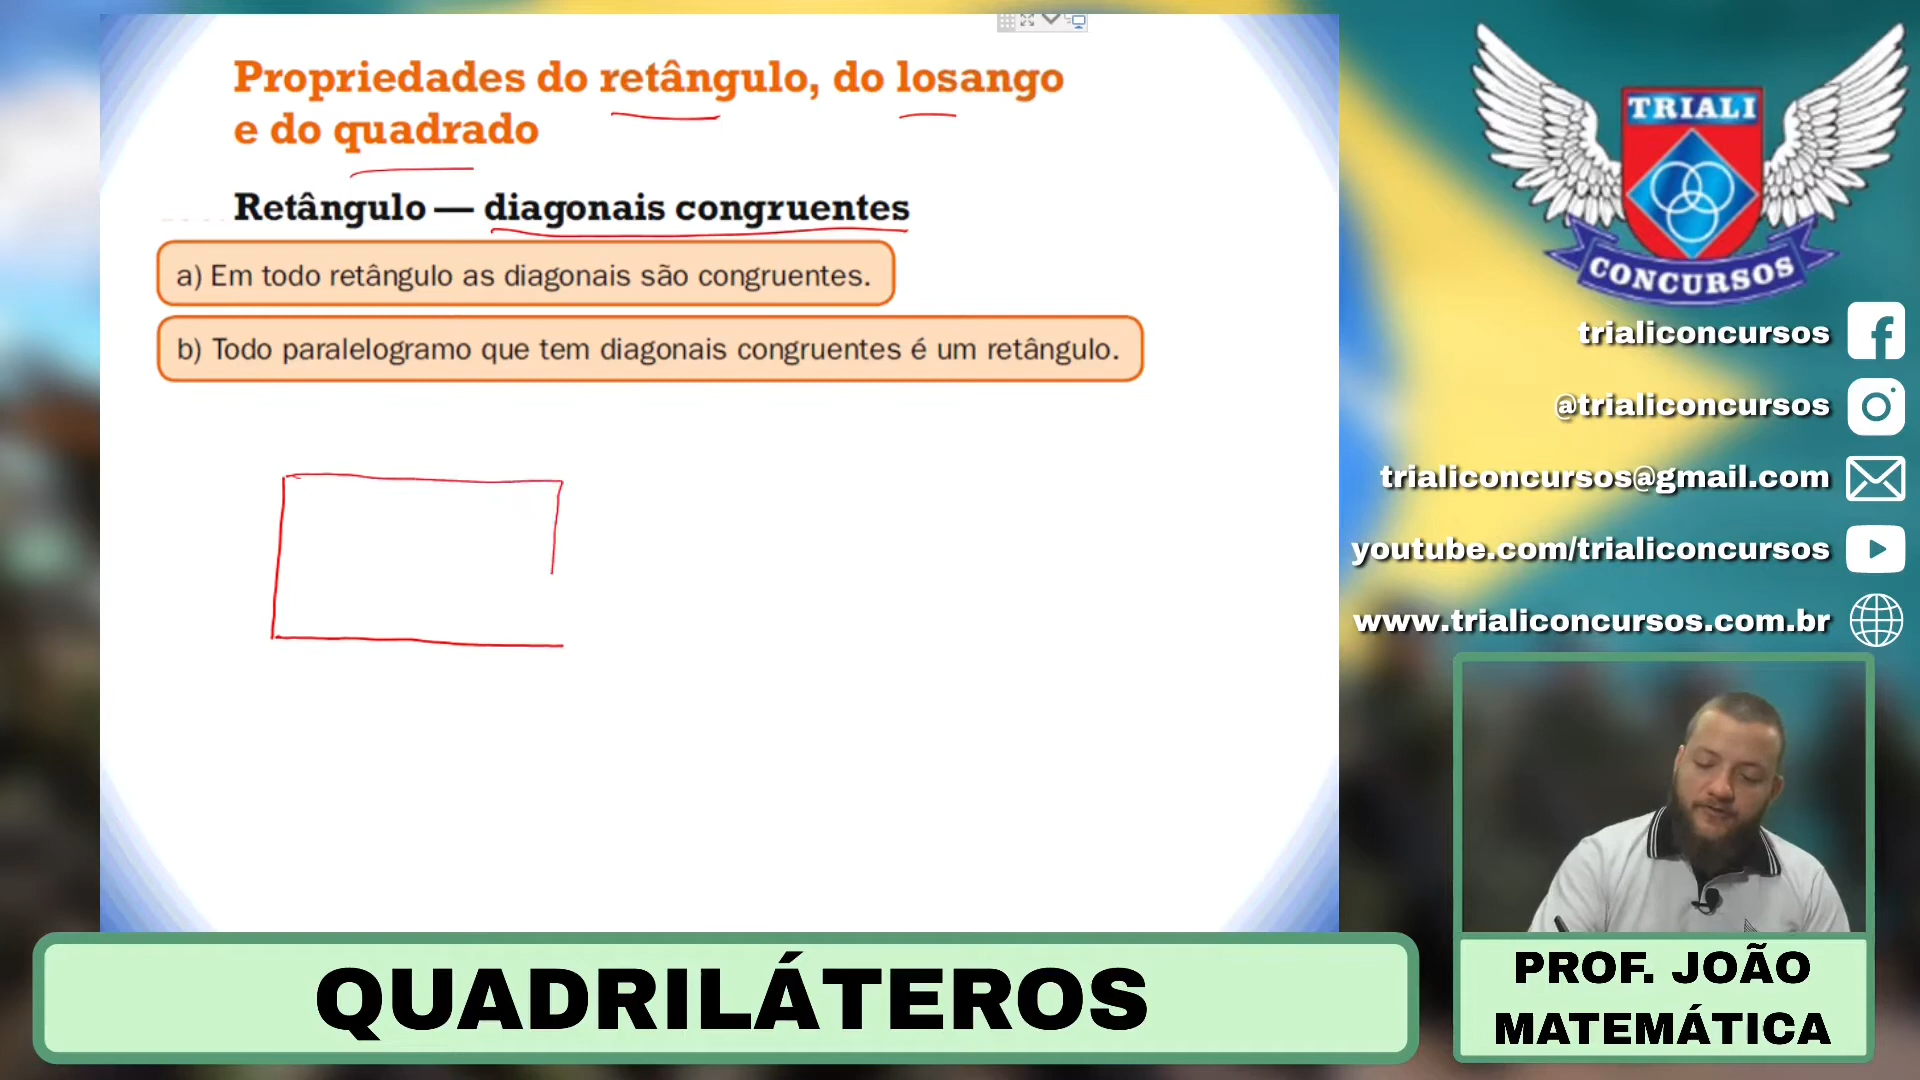 Propriedades do retângulo, do losango
e do quadrado
Retângulo — diagonais congruentes
a) Em todo retângulo as diagonais são congruentes.
b) Todo paralelogramo que tem diagonais congruentes é um retângulo.
TRIALI
CONCURSOS
trialiconcursos
@trialiconcursos
trialiconcursos@gmail.com
youtube.com/trialiconcursos
www.trialiconcursos.com.br
QUADRILÁTEROS
PROF. JOÃO
MATEMÁTICA